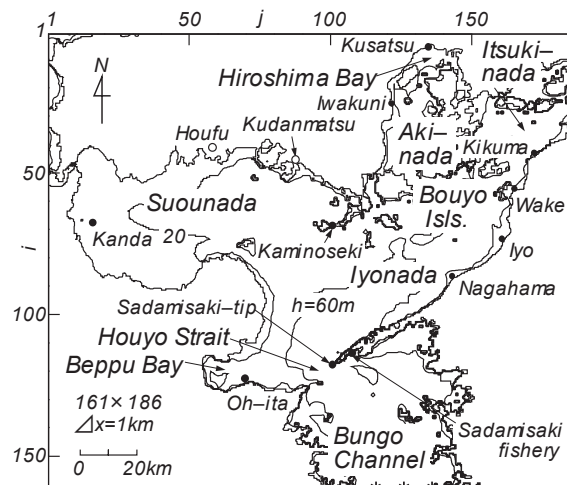 1 50 j 100 150
1
Kusatsu
Itsuki–
nada
N
Hiroshima Bay
Iwakuni
Houfu
Kudanmatsu
Aki–
nada
Kikuma
50
Suounada
Bouyo
Isls.
Wake
i
Kanda
20
Kaminoseki
Iyo
Iyonada
Nagahama
100
Sadamisaki–tip
h=60m
Houyo Strait
Beppu Bay
161×186
Oh–ita
⊿x=1km
Sadamisaki
fishery
Bungo
Channel
150
0 20km